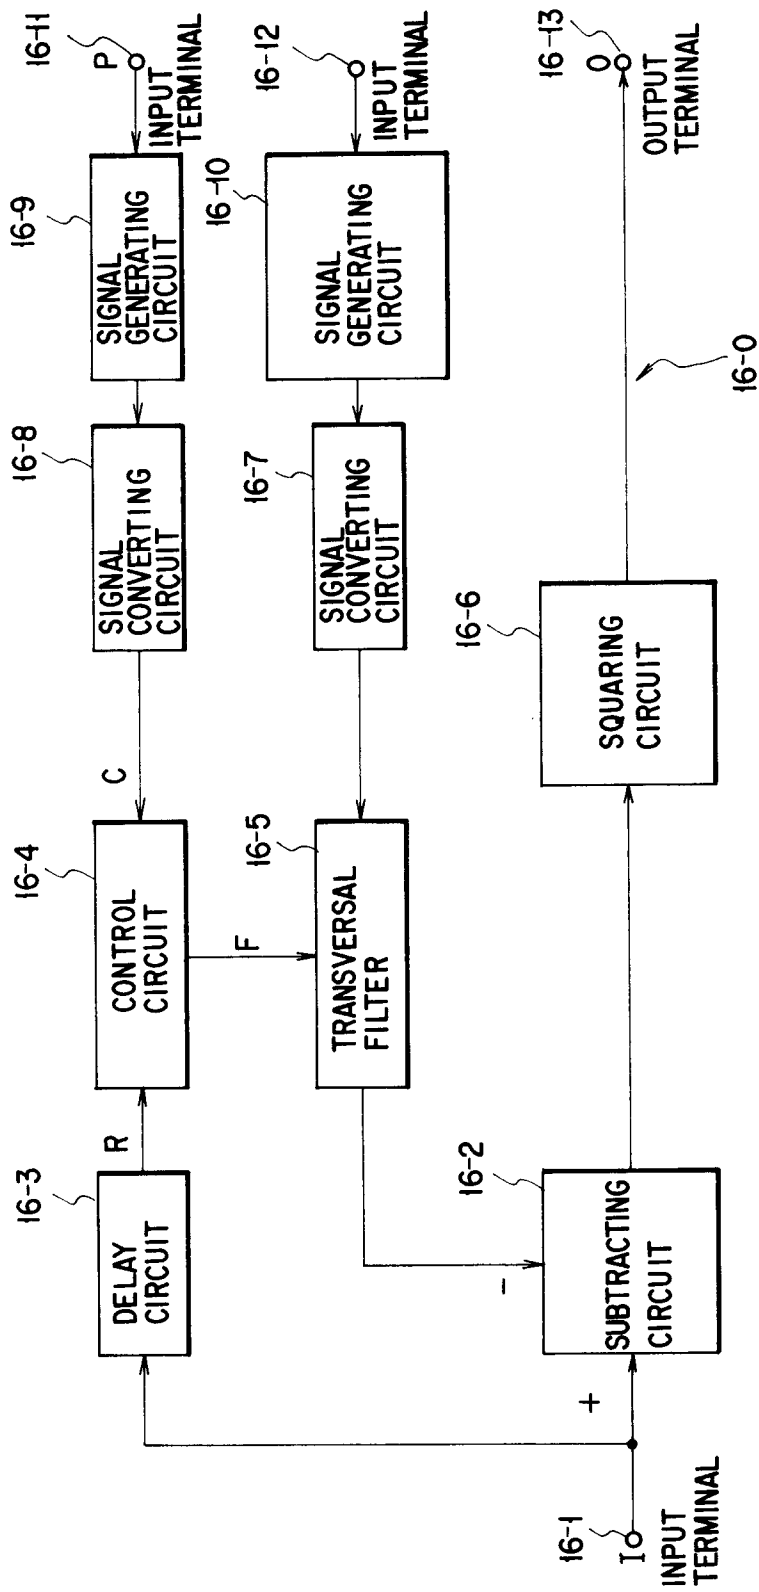 16-11
P
INPUT
TERMINAL
16-12
INPUT
TERMINAL
16-13
O
OUTPUT
TERMINAL
16-9
SIGNAL
GENERATING
CIRCUIT
16-10
SIGNAL
GENERATING
CIRCUIT
16-0
16-8
SIGNAL
CONVERTING
CIRCUIT
16-7
SIGNAL
CONVERTING
CIRCUIT
16-6
SQUARING
CIRCUIT
C
16-4
CONTROL
CIRCUIT
F
16-5
TRANSVERSAL
FILTER
R
16-3
DELAY
CIRCUIT
16-2
SUBTRACTING
CIRCUIT
-
+
16-1
I
INPUT
TERMINAL